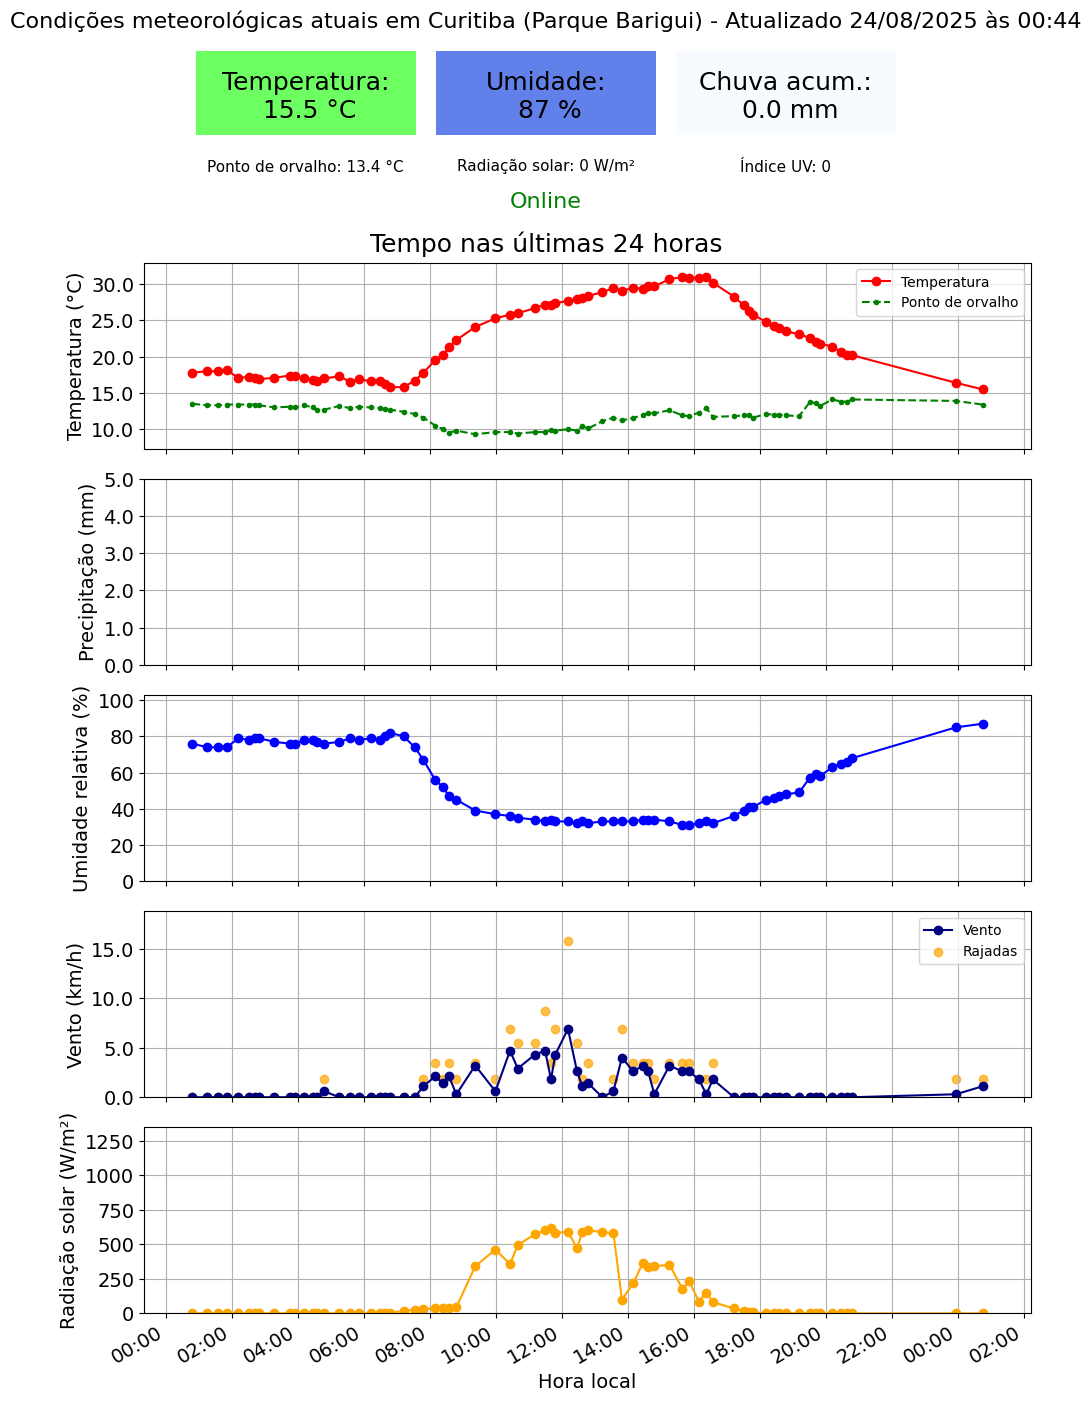 Condições meteorológicas atuais em Curitiba (Parque Barigui) - Atualizado 24/08/2025 às 00:44
Temperatura:
15.5 °C
Umidade:
87 %
Chuva acum.:
0.0 mm
Ponto de orvalho: 13.4 °C
Radiação solar: 0 W/m²
Índice UV: 0
Online
Tempo nas últimas 24 horas
Temperatura (°C)
30.0
25.0
20.0
15.0
10.0
Temperatura
Ponto de orvalho
Precipitação (mm)
5.0
4.0
3.0
2.0
1.0
0.0
Umidade relativa (%)
100
80
60
40
20
0
Vento (km/h)
15.0
10.0
5.0
0.0
Vento
Rajadas
Radiação solar (W/m²)
1250
1000
750
500
250
0
00:00
02:00
04:00
06:00
08:00
10:00
12:00
14:00
16:00
18:00
20:00
22:00
00:00
02:00
Hora local